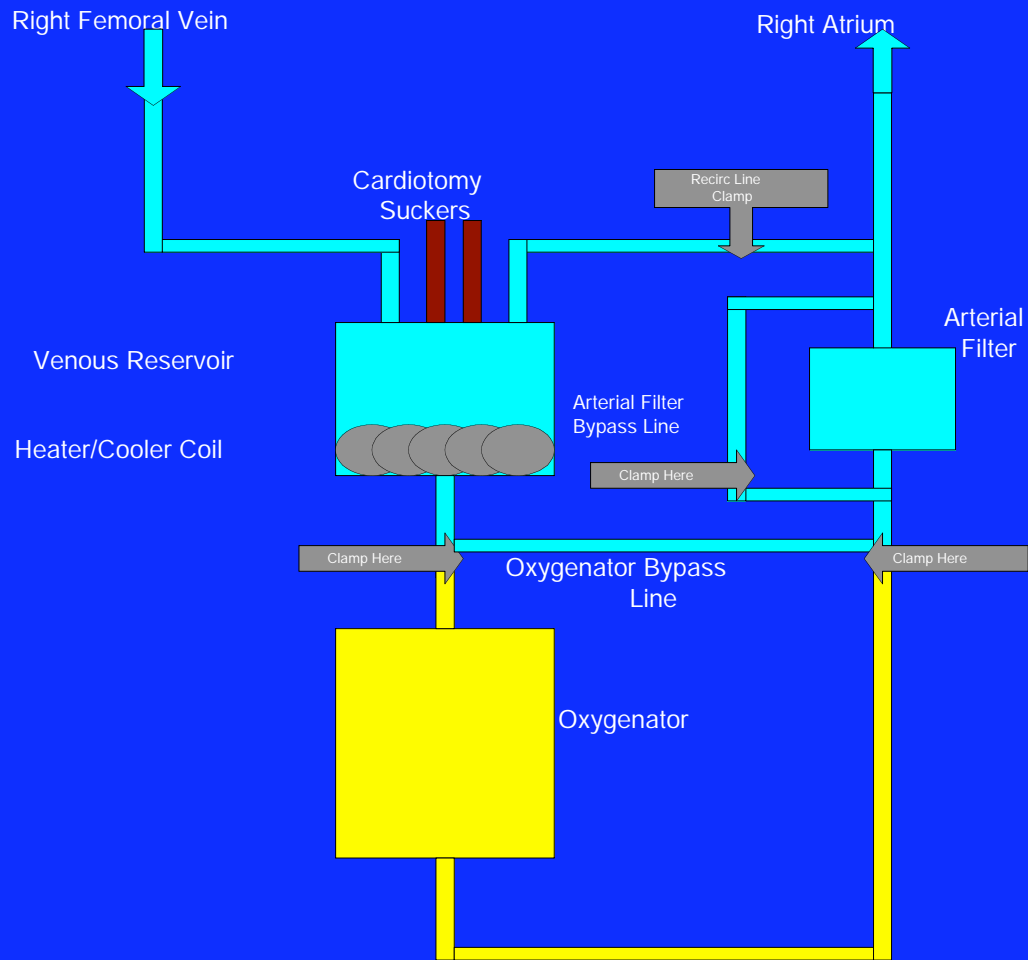 Right Femoral Vein
Right Atrium
Cardiotomy
Suckers
Recirc Line
Clamp
Arterial
Filter
Venous Reservoir
Arterial Filter
Bypass Line
Heater/Cooler Coil
Clamp Here
Clamp Here
Clamp Here
Oxygenator Bypass
Line
Oxygenator